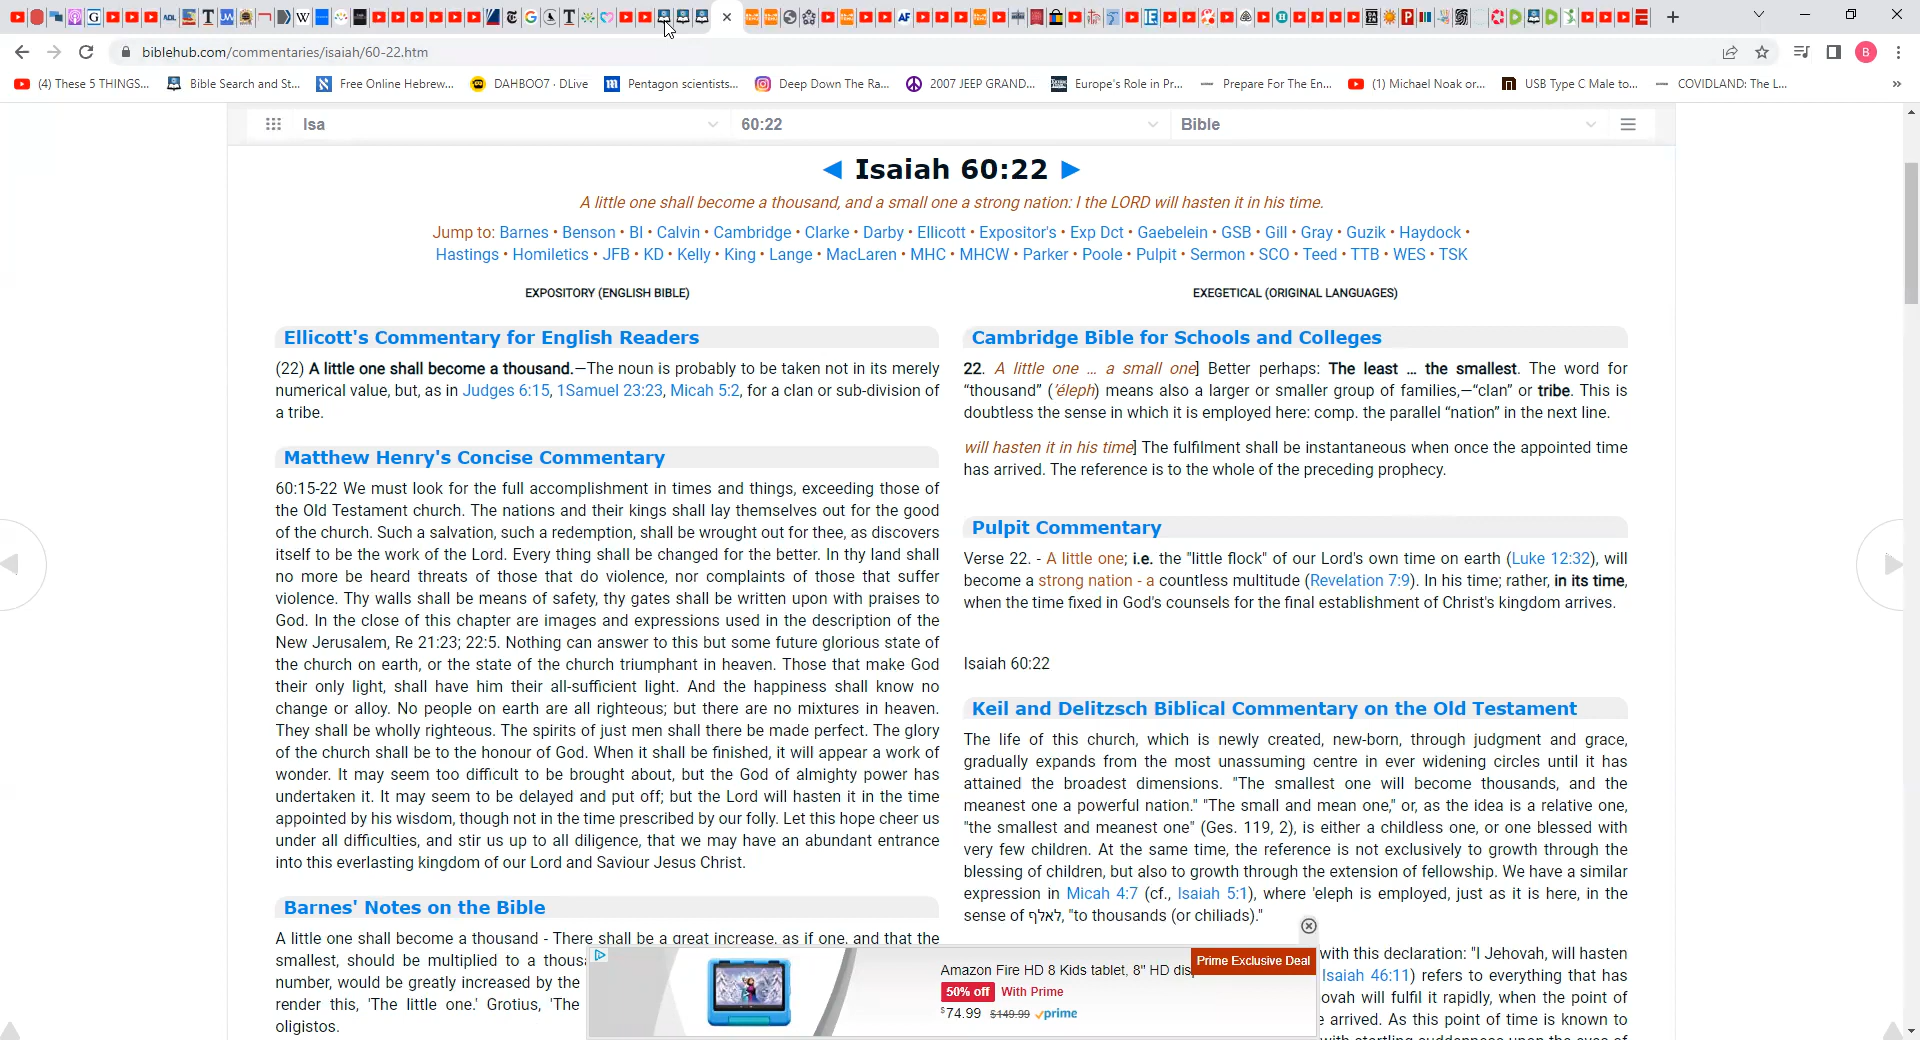 biblehub.com/commentaries/isaiah/60-22.htm
B
(4) These 5 THINGS...
Bible Search and St...
Free Online Hebrew...
DAHBOO7 · DLive
Pentagon scientists...
Deep Down The Ra...
2007 JEEP GRAND...
Europe's Role in Pr...
Prepare For The En...
(1) Michael Noak or...
USB Type C Male to...
COVIDLAND: The L...
»
Isa
60:22
Bible
◄ Isaiah 60:22 ►
A little one shall become a thousand, and a small one a strong nation: I the LORD will hasten it in his time.
Jump to: Barnes • Benson • BI • Calvin • Cambridge • Clarke • Darby • Ellicott • Expositor's • Exp Dct • Gaebelein • GSB • Gill • Gray • Guzik • Haydock •
Hastings • Homiletics • JFB • KD • Kelly • King • Lange • MacLaren • MHC • MHCW • Parker • Poole • Pulpit • Sermon • SCO • Teed • TTB • WES • TSK
EXPOSITORY (ENGLISH BIBLE)
Ellicott's Commentary for English Readers
(22) A little one shall become a thousand.—The noun is probably to be taken not in its merely
numerical value, but, as in Judges 6:15, 1Samuel 23:23, Micah 5:2, for a clan or sub-division of
a tribe.
Matthew Henry's Concise Commentary
60:15-22 We must look for the full accomplishment in times and things, exceeding those of
the Old Testament church. The nations and their kings shall lay themselves out for the good
of the church. Such a salvation, such a redemption, shall be wrought out for thee, as discovers
itself to be the work of the Lord. Every thing shall be changed for the better. In thy land shall
no more be heard threats of those that do violence, nor complaints of those that suffer
violence. Thy walls shall be means of safety, thy gates shall be written upon with praises to
God. In the close of this chapter are images and expressions used in the description of the
New Jerusalem, Re 21:23; 22:5. Nothing can answer to this but some future glorious state of
the church on earth, or the state of the church triumphant in heaven. Those that make God
their only light, shall have him their all-sufficient light. And the happiness shall know no
change or alloy. No people on earth are all righteous; but there are no mixtures in heaven.
They shall be wholly righteous. The spirits of just men shall there be made perfect. The glory
of the church shall be to the honour of God. When it shall be finished, it will appear a work of
wonder. It may seem too difficult to be brought about, but the God of almighty power has
undertaken it. It may seem to be delayed and put off; but the Lord will hasten it in the time
appointed by his wisdom, though not in the time prescribed by our folly. Let this hope cheer us
under all difficulties, and stir us up to all diligence, that we may have an abundant entrance
into this everlasting kingdom of our Lord and Saviour Jesus Christ.
Barnes' Notes on the Bible
A little one shall become a thousand - There shall be a great increase, as if one, and that the
smallest, should be multiplied to a thous
number, would be greatly increased by the
render this, 'The little one.' Grotius, 'The
oligistos.
EXEGETICAL (ORIGINAL LANGUAGES)
Cambridge Bible for Schools and Colleges
22. A little one ... a small one] Better perhaps: The least ... the smallest. The word for
“thousand” (’éleph) means also a larger or smaller group of families,—“clan” or tribe. This is
doubtless the sense in which it is employed here: comp. the parallel “nation” in the next line.
will hasten it in his time] The fulfilment shall be instantaneous when once the appointed time
has arrived. The reference is to the whole of the preceding prophecy.
Pulpit Commentary
Verse 22. - A little one; i.e. the "little flock" of our Lord's own time on earth (Luke 12:32), will
become a strong nation - a countless multitude (Revelation 7:9). In his time; rather, in its time,
when the time fixed in God's counsels for the final establishment of Christ's kingdom arrives.
Isaiah 60:22
Keil and Delitzsch Biblical Commentary on the Old Testament
The life of this church, which is newly created, new-born, through judgment and grace,
gradually expands from the most unassuming centre in ever widening circles until it has
attained the broadest dimensions. "The smallest one will become thousands, and the
meanest one a powerful nation." "The small and mean one," or, as the idea is a relative one,
"the smallest and meanest one" (Ges. 119, 2), is either a childless one, or one blessed with
very few children. At the same time, the reference is not exclusively to growth through the
blessing of children, but also to growth through the extension of fellowship. We have a similar
expression in Micah 4:7 (cf., Isaiah 5:1), where 'eleph is employed, just as it is here, in the
sense of לאלף, "to thousands (or chiliads)."
with this declaration: "I Jehovah, will hasten
Isaiah 46:11) refers to everything that has
ovah will fulfil it rapidly, when the point of
arrived. As this point of time is known to
Amazon Fire HD 8 Kids tablet, 8" HD dis
Prime Exclusive Deal
50% off With Prime
$74.99 $149.99 prime